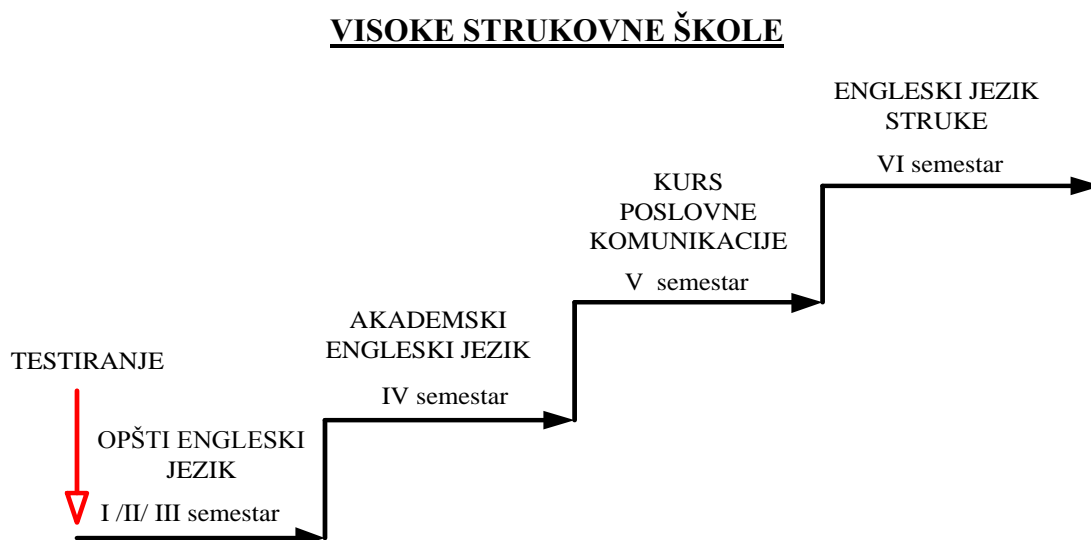 VISOKE STRUKOVNE ŠKOLE
ENGLESKI JEZIK
STRUKE
VI semestar
KURS
POSLOVNE
KOMUNIKACIJE
V semestar
AKADEMSKI
ENGLESKI JEZIK
IV semestar
TESTIRANJE
OPŠTI ENGLESKI
JEZIK
I /II/ III semestar